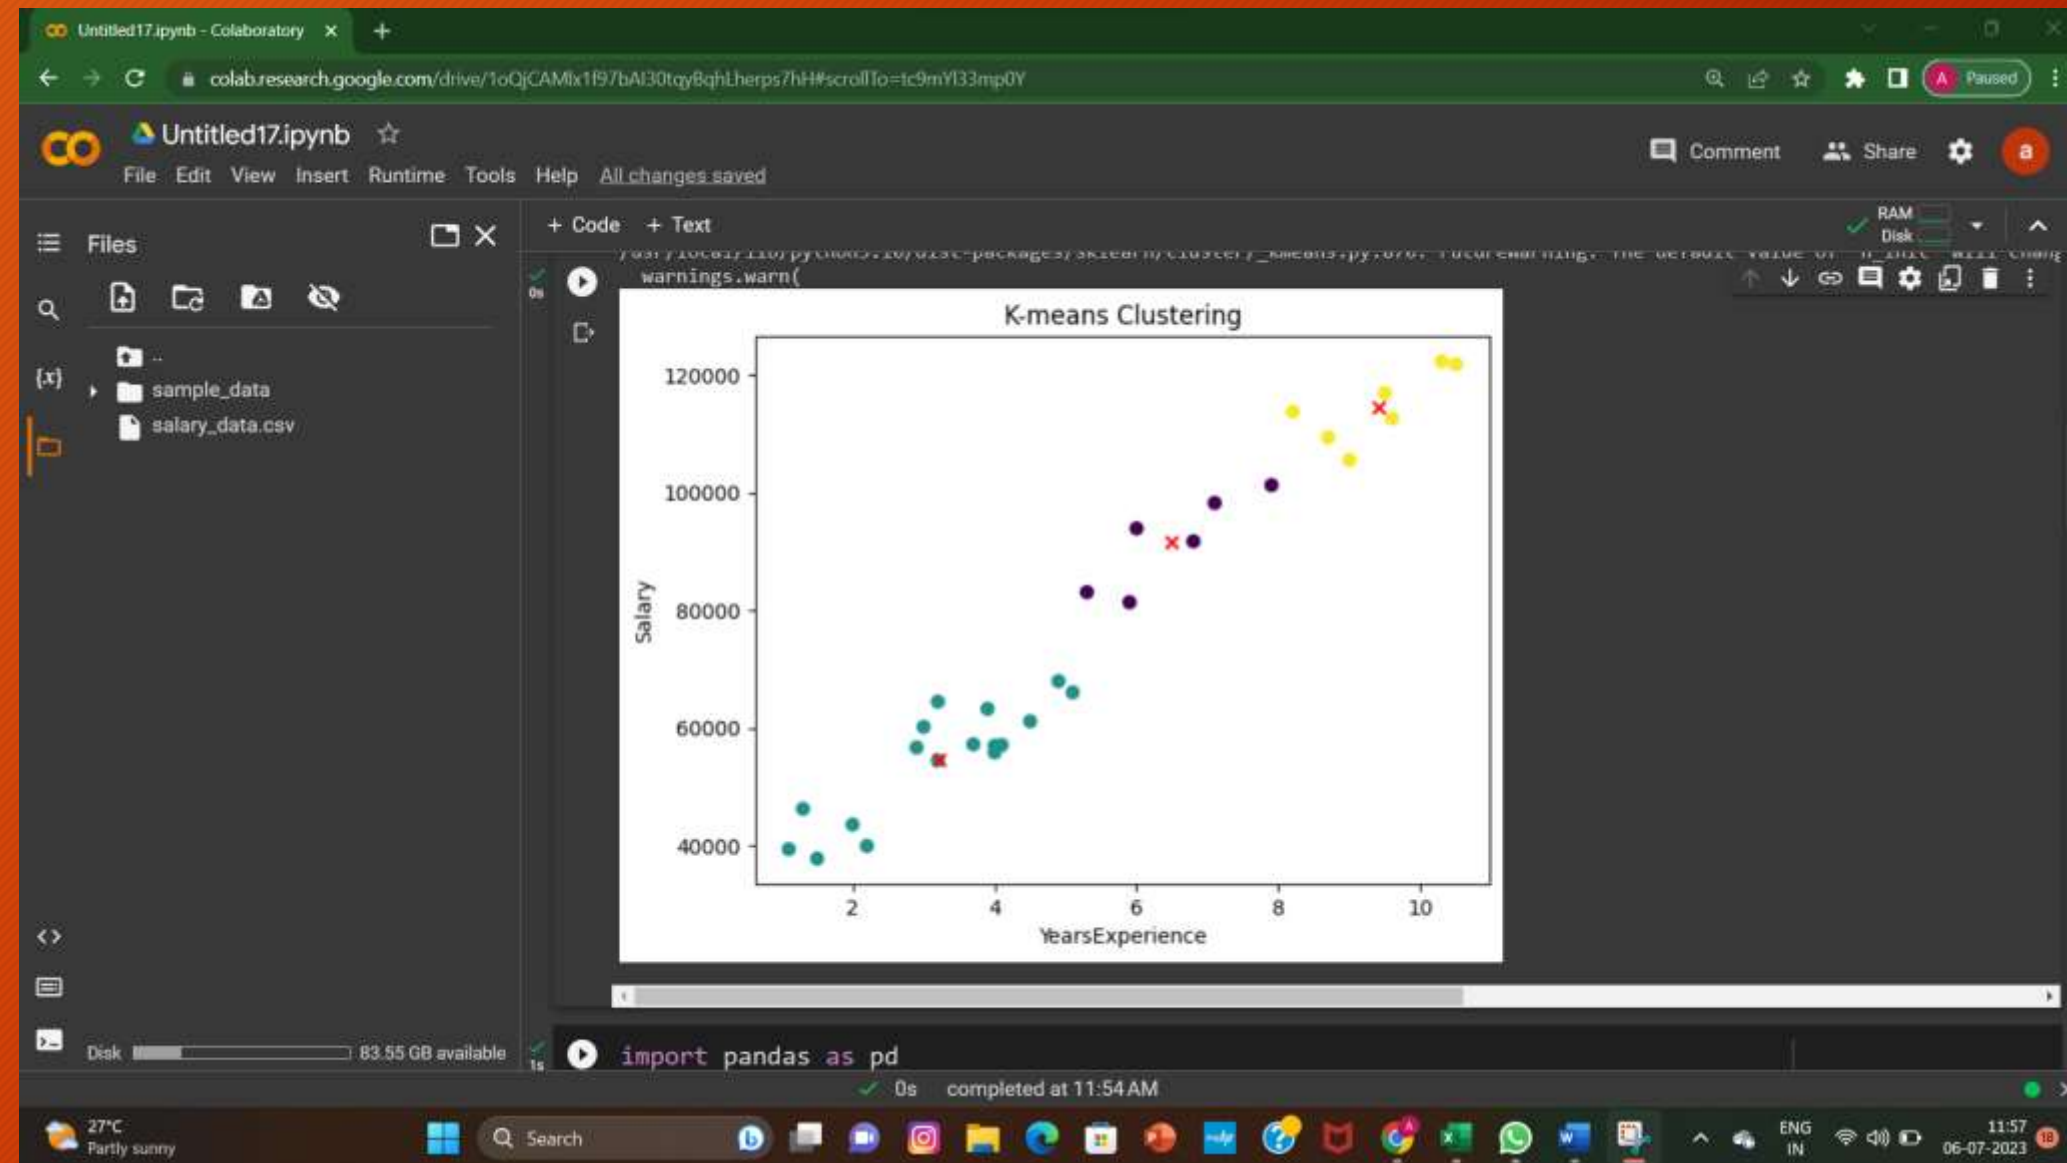 Untitled17.ipynb - Colaboratory
colab.research.google.com/drive/
Paused
Untitled17.ipynb
Comment
Share
a
File Edit View Insert Runtime Tools Help All changes saved
Files
+ Code + Text
RAM
Disk
0s
warnings.warn(
..
sample_data
salary_data.csv
{x}
K-means Clustering
120000
100000
80000
60000
40000
Salary
2 4 6 8 10
YearsExperience
Disk 83.55 GB available
1s
import pandas as pd
0s completed at 11:54 AM
27°C
Partly sunny
Search
ENG
IN
11:57
06-07-2023
18